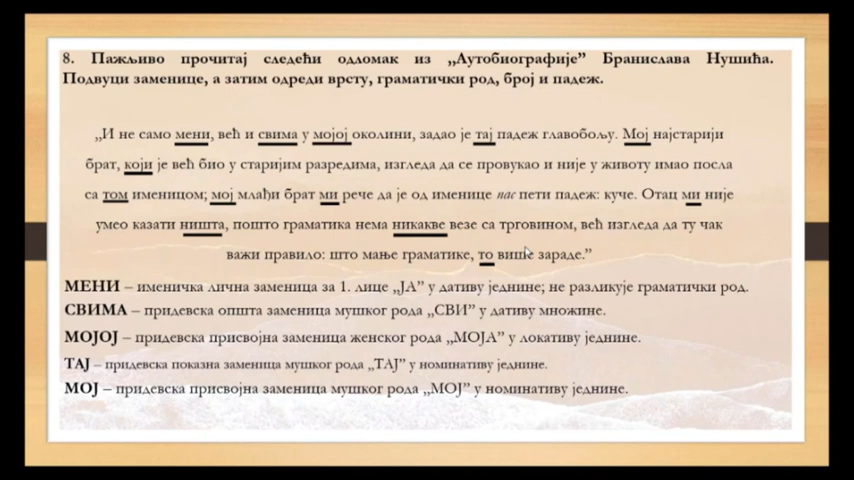 8. Пажљиво прочитај следећи одломак из „Аутобиографије” Бранислава Нушића.
Подвуци заменице, а затим одреди врсту, граматички род, број и падеж.
„И не само мени, већ и свима у мојој околини, задао је тај падеж главобољу. Мој најстарији
брат, који је већ био у старијим разредима, изгледа да се провукао и није у животу имао посла
са том именицом; мој млађи брат ми рече да је од именице пас пети падеж: куче. Отац ми није
умео казати ништа, пошто граматика нема никакве везе са трговином, већ изгледа да ту чак
важи правило: што мање граматике, то више зараде.”
МЕНИ – именичка лична заменица за 1. лице „ЈА” у дативу једнине; не разликује граматички род.
СВИМА – придевска општа заменица мушког рода „СВИ” у дативу множине.
МОЈОЈ – придевска присвојна заменица женског рода „МОЈА” у локативу једнине.
ТАЈ – придевска показна заменица мушког рода „ТАЈ” у номинативу једнине.
МОЈ – придевска присвојна заменица мушког рода „МОЈ” у номинативу једнине.